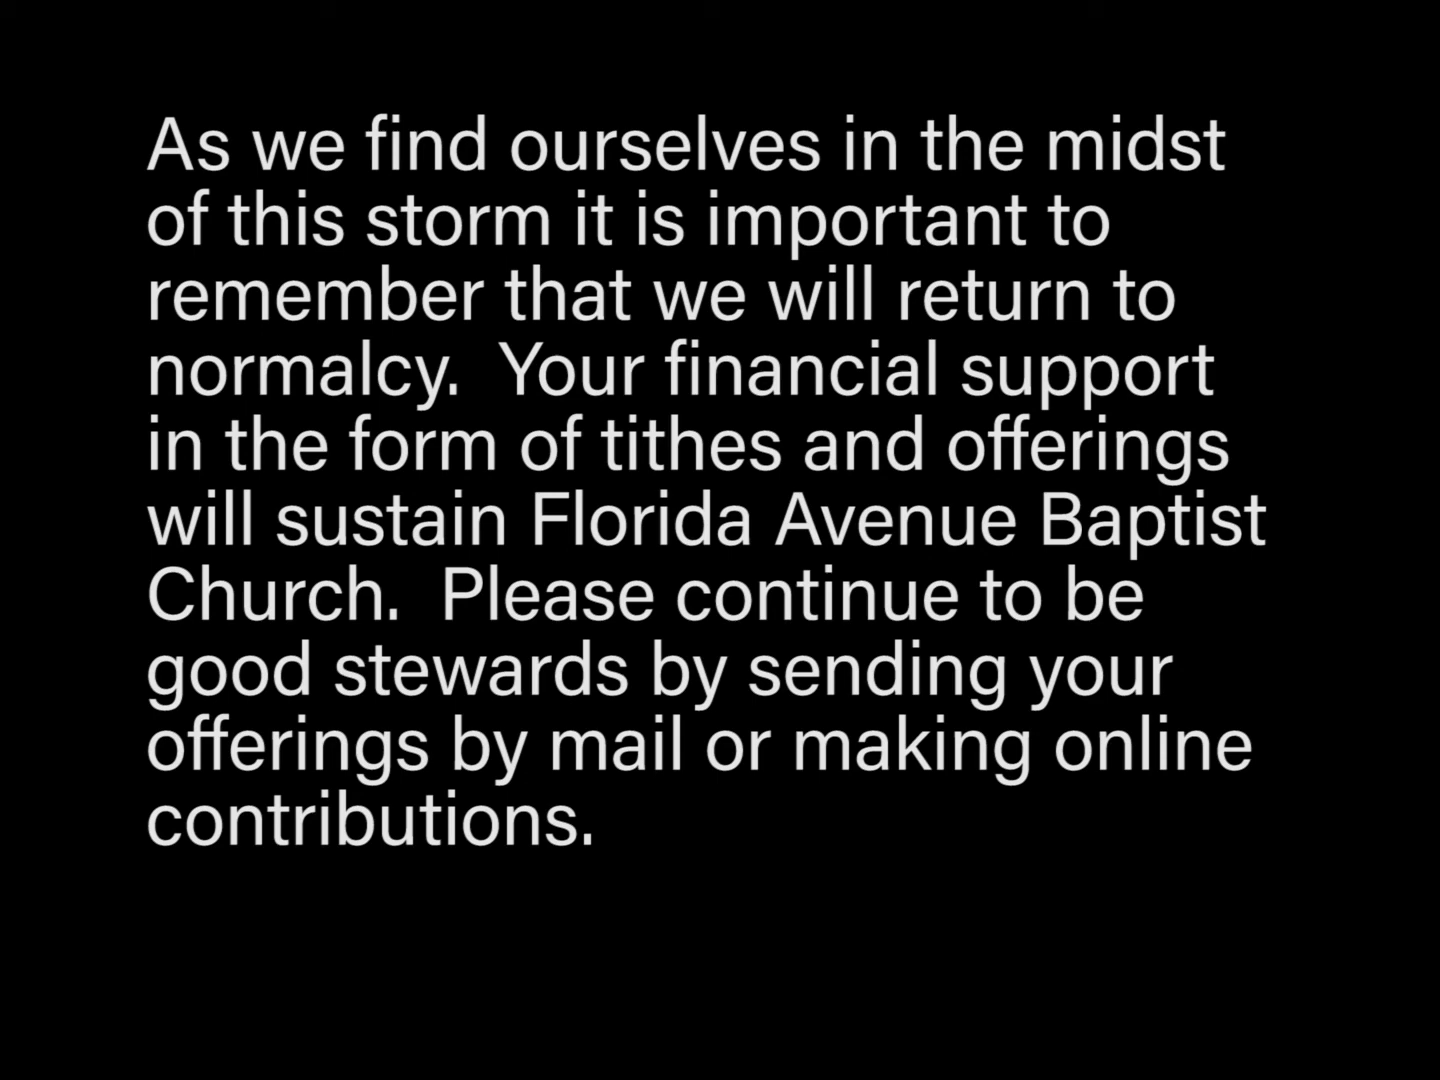 As we find ourselves in the midst
of this storm it is important to
remember that we will return to
normalcy.  Your financial support
in the form of tithes and offerings
will sustain Florida Avenue Baptist
Church.  Please continue to be
good stewards by sending your
offerings by mail or making online
contributions.